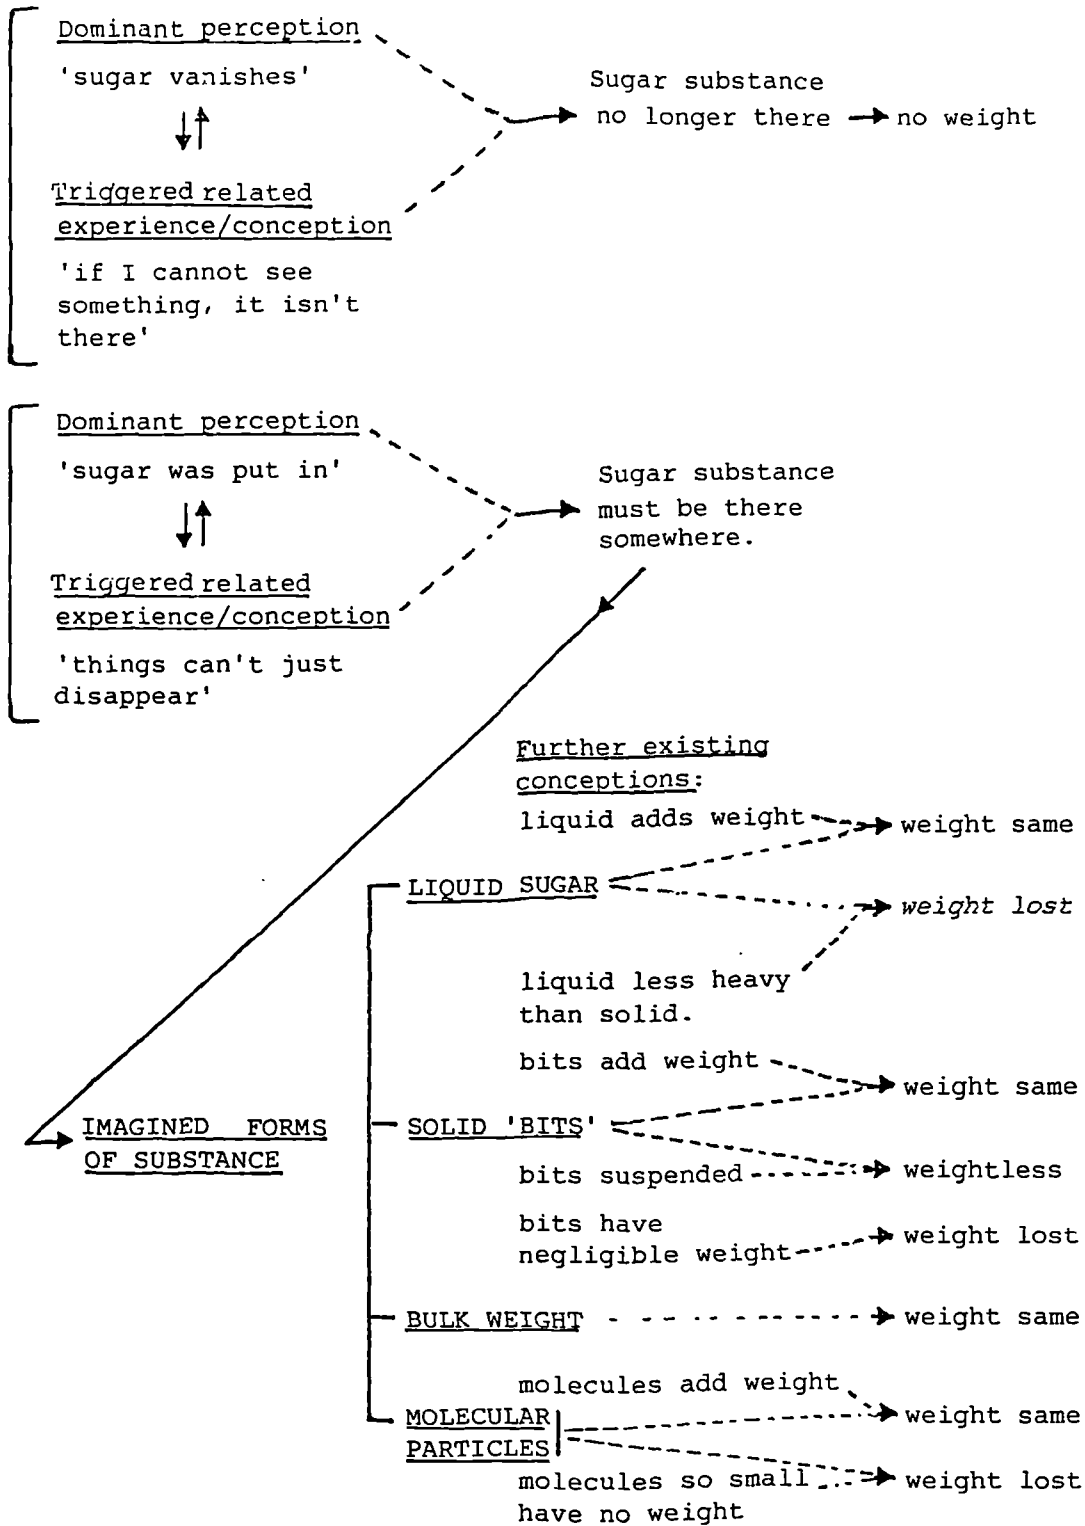 Dominant perception
'sugar vanishes'
Triggered related
experience/conception
'if I cannot see
something, it isn't
there'
Sugar substance
no longer there
no weight
Dominant perception
'sugar was put in'
Triggered related
experience/conception
'things can't just
disappear'
Sugar substance
must be there
somewhere.
IMAGINED FORMS
OF SUBSTANCE
Further existing
conceptions:
liquid adds weight
weight same
LIQUID SUGAR
weight lost
liquid less heavy
than solid.
bits add weight
weight same
SOLID 'BITS'
bits suspended
weightless
bits have
negligible weight
weight lost
BULK WEIGHT
weight same
molecules add weight
MOLECULAR
PARTICLES
weight same
molecules so small
have no weight
weight lost